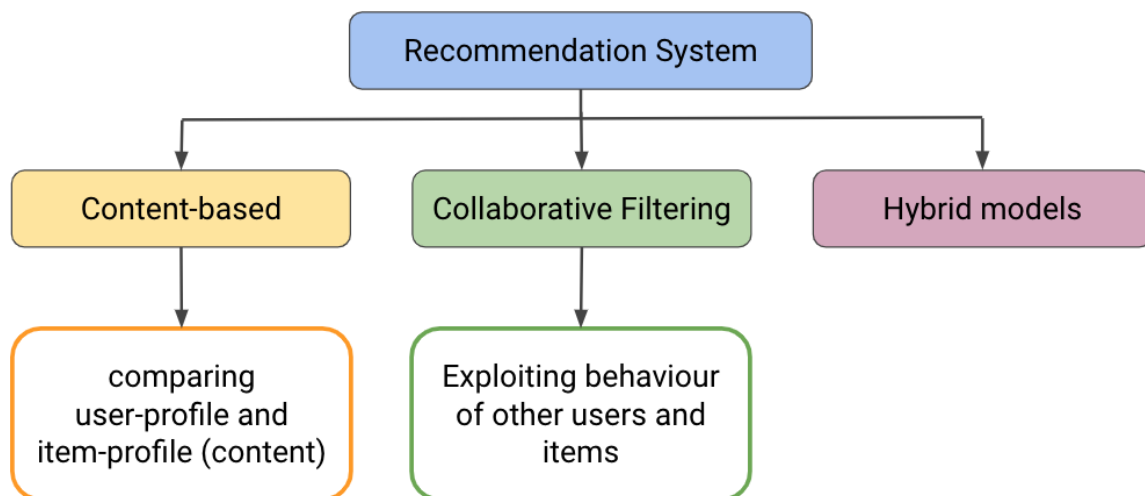 Recommendation System
Content-based
Collaborative Filtering
Hybrid models
comparing
user-profile and
item-profile (content)
Exploiting behaviour
of other users and
items